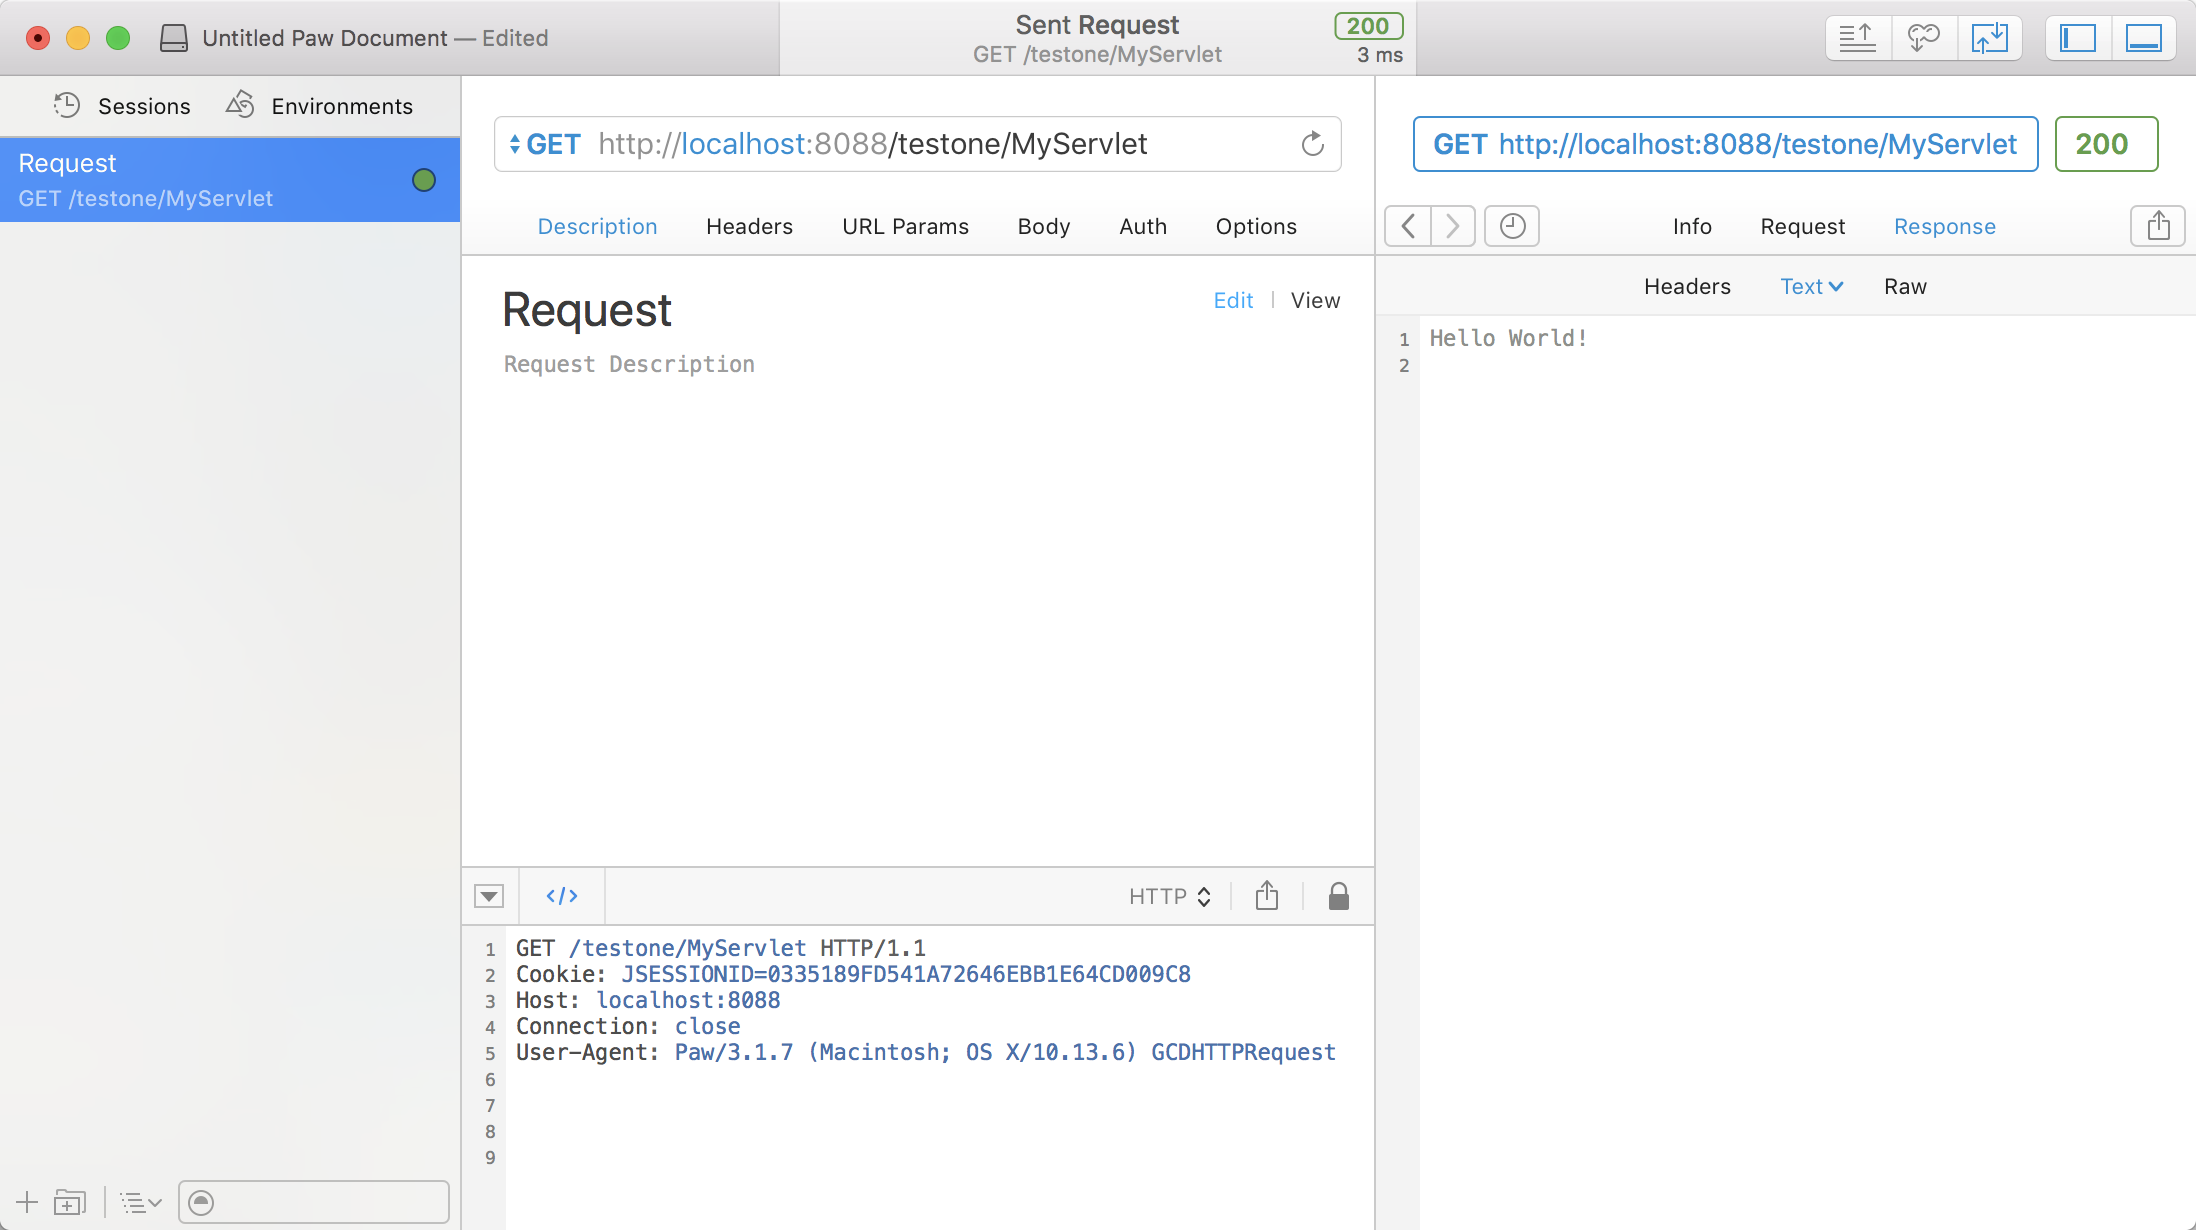 Untitled Paw Document — Edited
Sent Request
GET /testone/MyServlet
200
3 ms
Sessions
Environments
Request
GET /testone/MyServlet
GET http://localhost:8088/testone/MyServlet
Description
Headers
URL Params
Body
Auth
Options
Request
Edit
View
Request Description
HTTP
1 GET /testone/MyServlet HTTP/1.1
2 Cookie: JSESSIONID=0335189FD541A72646EBB1E64CD009C8
3 Host: localhost:8088
4 Connection: close
5 User-Agent: Paw/3.1.7 (Macintosh; OS X/10.13.6) GCDHTTPRequest
6
7
8
9
GET http://localhost:8088/testone/MyServlet
200
Info
Request
Response
Headers
Text
Raw
1 Hello World!
2